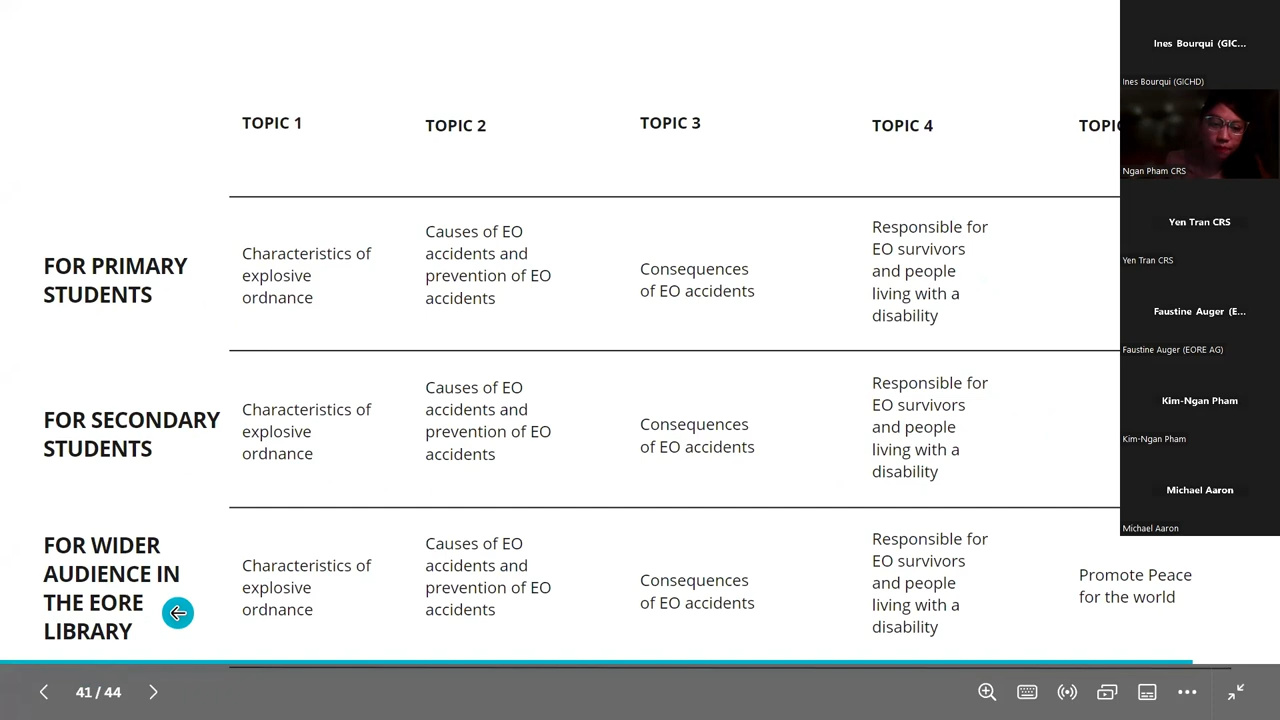 TOPIC 1
TOPIC 2
TOPIC 3
TOPIC 4
FOR PRIMARY
STUDENTS
Characteristics of
explosive
ordnance
Causes of EO
accidents and
prevention of EO
accidents
Consequences
of EO accidents
Responsible for
EO survivors
and people
living with a
disability
FOR SECONDARY
STUDENTS
Characteristics of
explosive
ordnance
Causes of EO
accidents and
prevention of EO
accidents
Consequences
of EO accidents
Responsible for
EO survivors
and people
living with a
disability
FOR WIDER
AUDIENCE IN
THE EORE
LIBRARY
Characteristics of
explosive
ordnance
Causes of EO
accidents and
prevention of EO
accidents
Consequences
of EO accidents
Responsible for
EO survivors
and people
living with a
disability
Promote Peace
for the world
41 / 44
Ines Bourqui (GIC...
Ines Bourqui (GICHD)
Ngan Pham CRS
Yen Tran CRS
Yen Tran CRS
Faustine Auger (E...
Faustine Auger (EORE AG)
Kim-Ngan Pham
Kim-Ngan Pham
Michael Aaron
Michael Aaron